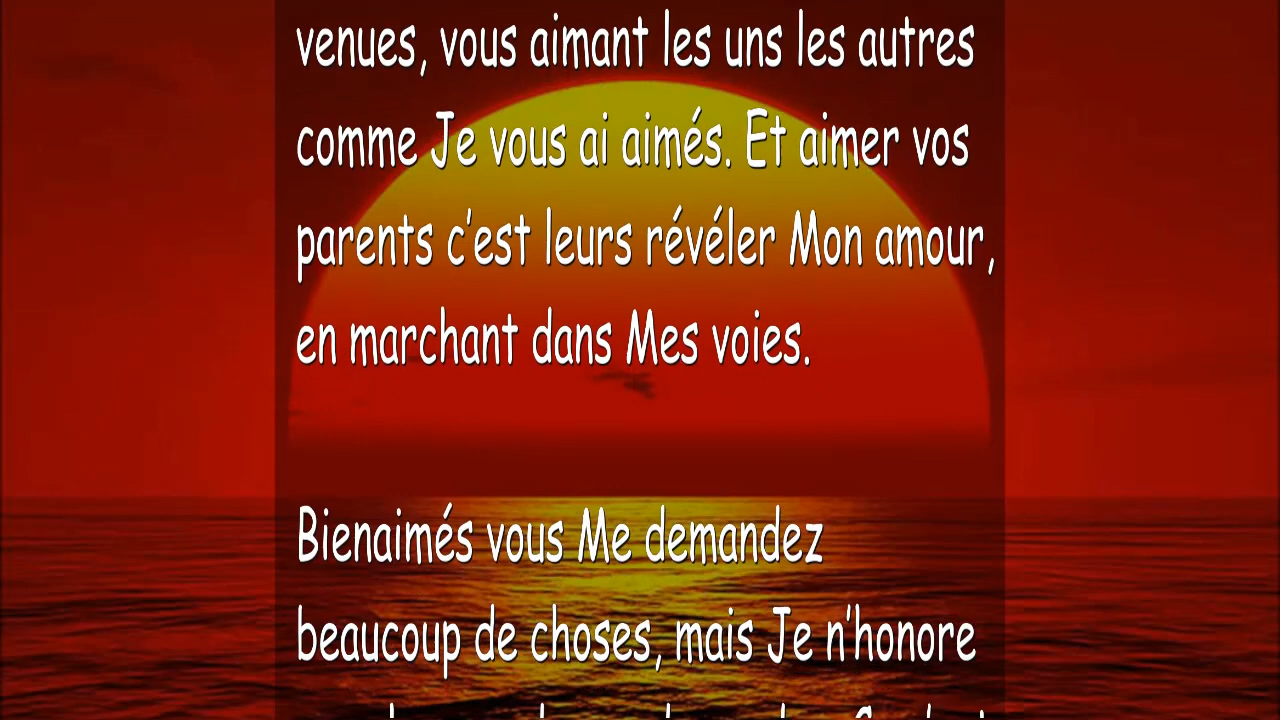 venues, vous aimant les uns les autres
comme Je vous ai aimés. Et aimer vos
parents c’est leurs révéler Mon amour,
en marchant dans Mes voies.
Bienaimés vous Me demandez
beaucoup de choses, mais Je n’honore